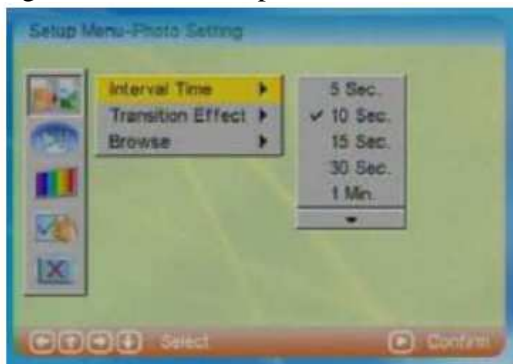 Setup Menu-Photo Setting
Interval Time
Transition Effect
Browse
5 Sec.
✓ 10 Sec.
15 Sec.
30 Sec.
1 Min.
Select
Confirm